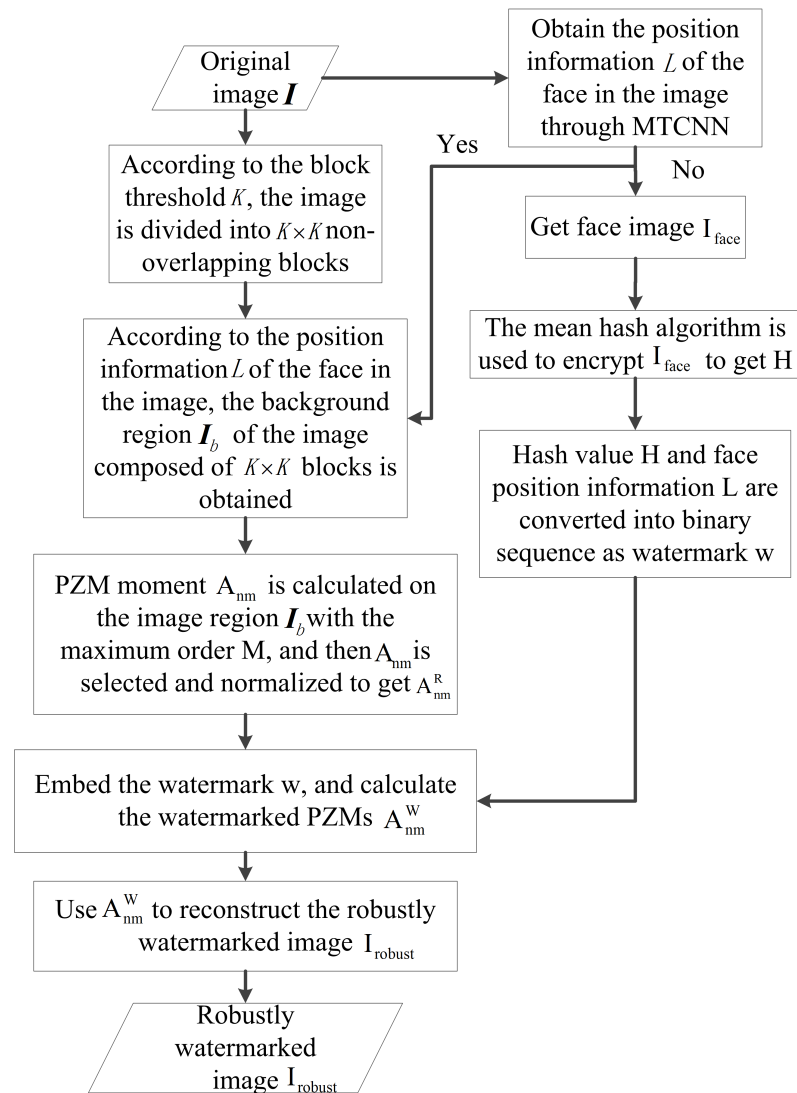 Original
image I
Obtain the position
information L of the
face in the image
through MTCNN
Yes
No
According to the block
threshold K, the image
is divided into K×K non-
overlapping blocks
Get face image I_face
According to the position
information L of the face in
the image, the background
region I_b of the image
composed of K×K blocks is
obtained
The mean hash algorithm is
used to encrypt I_face to get H
Hash value H and face
position information L are
converted into binary
sequence as watermark w
PZM moment A_nm is calculated on
the image region I_b with the
maximum order M, and then A_nm is
selected and normalized to get A_nm^R
Embed the watermark w, and calculate
the watermarked PZMs A_nm^W
Use A_nm^W to reconstruct the robustly
watermarked image I_robust
Robustly
watermarked
image I_robust